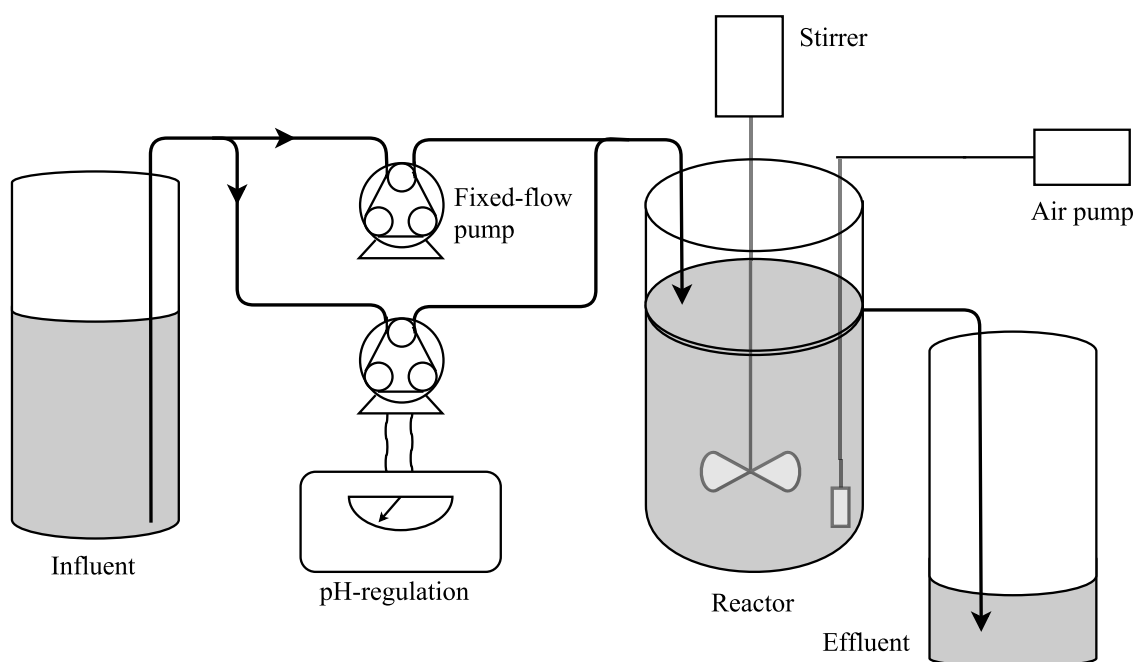 Stirrer
Fixed-flow
pump
Air pump
Influent
pH-regulation
Reactor
Effluent